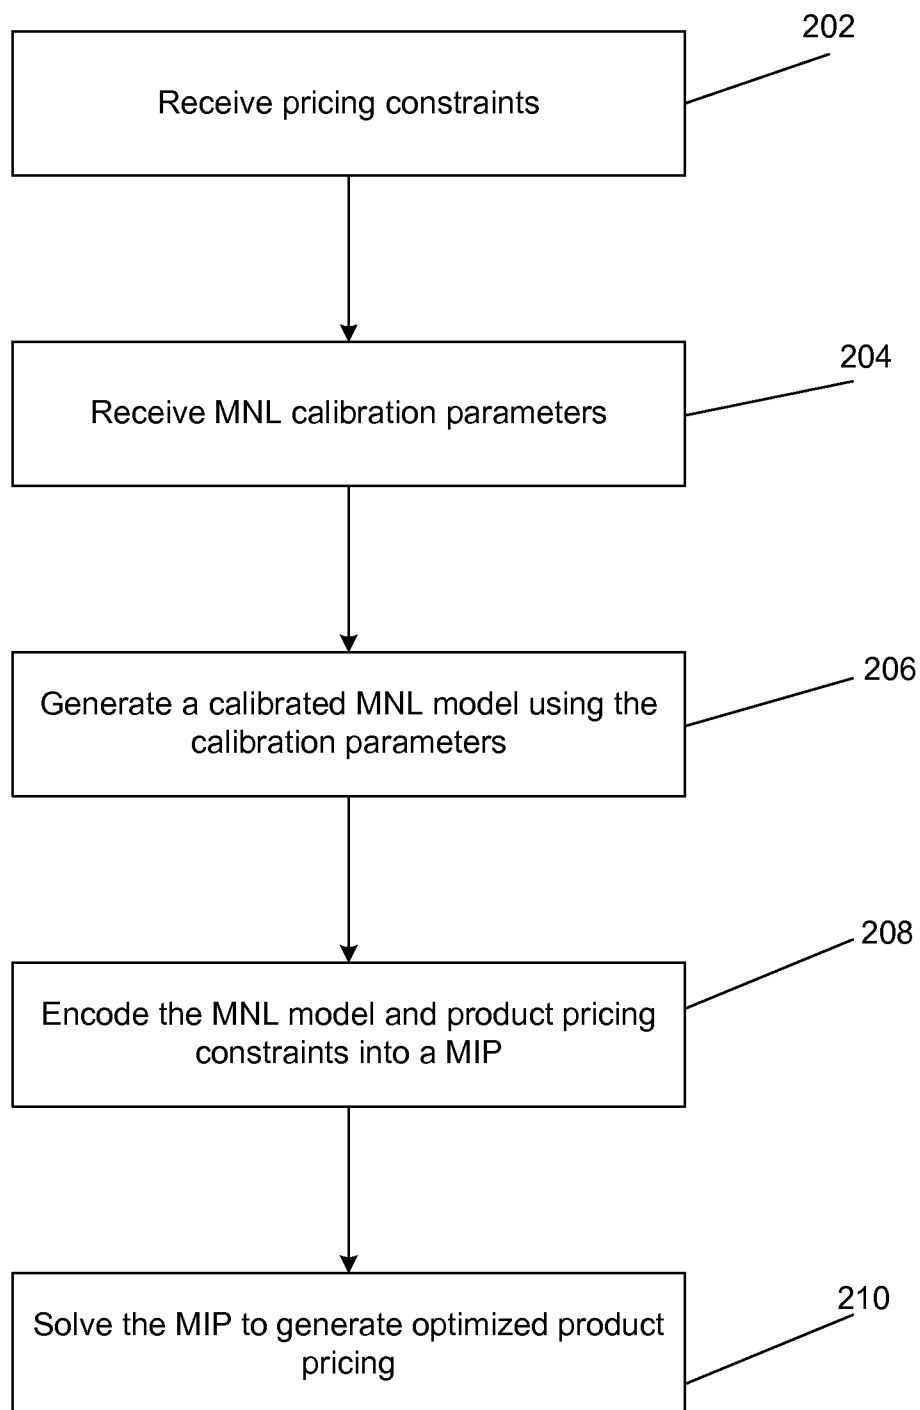 202
Receive pricing constraints
204
Receive MNL calibration parameters
206
Generate a calibrated MNL model using the
calibration parameters
208
Encode the MNL model and product pricing
constraints into a MIP
210
Solve the MIP to generate optimized product
pricing